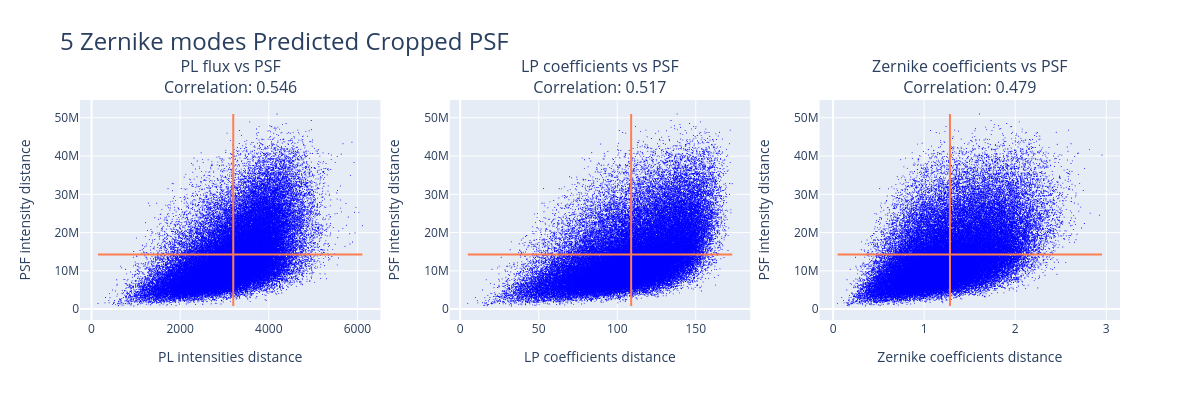 5 Zernike modes Predicted Cropped PSF
PL flux vs PSF
Correlation: 0.546
PSF Intensity distance
50M
40M
30M
20M
10M
0
0 2000 4000 6000
PL intensities distance
LP coefficients vs PSF
Correlation: 0.517
PSF Intensity distance
50M
40M
30M
20M
10M
0
0 50 100 150
LP coefficients distance
Zernike coefficients vs PSF
Correlation: 0.479
PSF Intensity distance
50M
40M
30M
20M
10M
0
0 1 2 3
Zernike coefficients distance